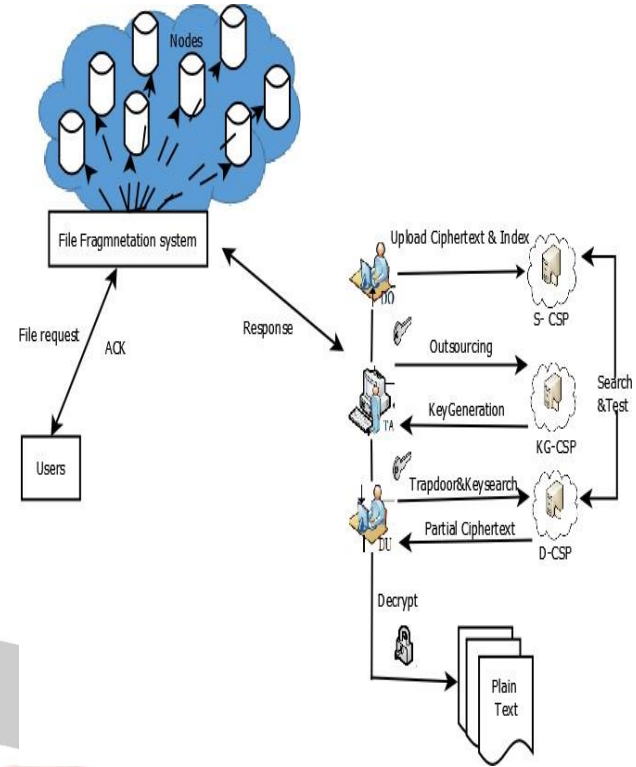 Nodes
File Fragmnetation system
File request
ACK
Users
Response
Upload Ciphertext & Index
DO
S- CSP
Outsourcing
KeyGeneration
TA
KG-CSP
Search
&Test
Trapdoor&Keysearch
Partial Ciphertext
DU
D-CSP
Decrypt
Plain
Text